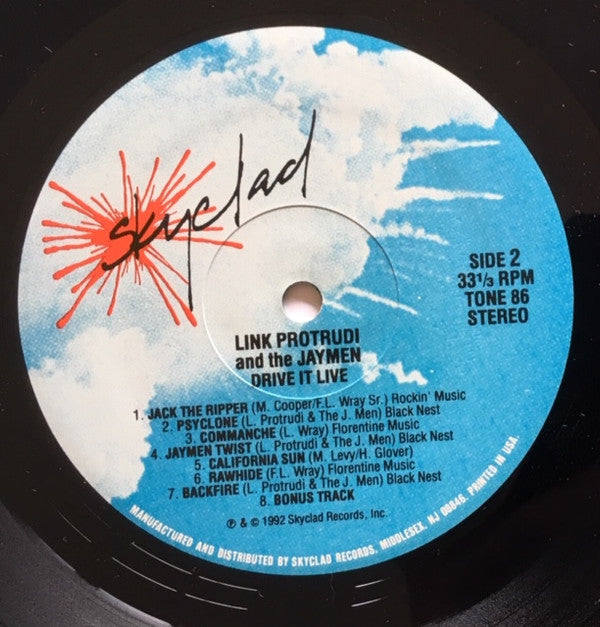 skyclad
SIDE 2
33 1/3 RPM
TONE 86
STEREO
LINK PROTRUDI
and the JAYMEN
DRIVE IT LIVE
1. JACK THE RIPPER (M. Cooper/F.L. Wray Sr.) Rockin' Music
2. PSYCLONE (L. Protrudi & The J. Men) Black Nest
3. COMMANCHE (L. Wray) Florentine Music
4. JAYMEN TWIST (L. Protrudi & The J. Men) Black Nest
5. CALIFORNIA SUN (M. Levy/H. Glover)
6. RAWHIDE (F.L. Wray) Florentine Music
7. BACKFIRE (L. Protrudi & The J. Men) Black Nest
8. BONUS TRACK
℗ & © 1992 Skyclad Records, Inc.
MANUFACTURED AND DISTRIBUTED BY SKYCLAD RECORDS, MIDDLESEX, NJ 08846. PRINTED IN USA.